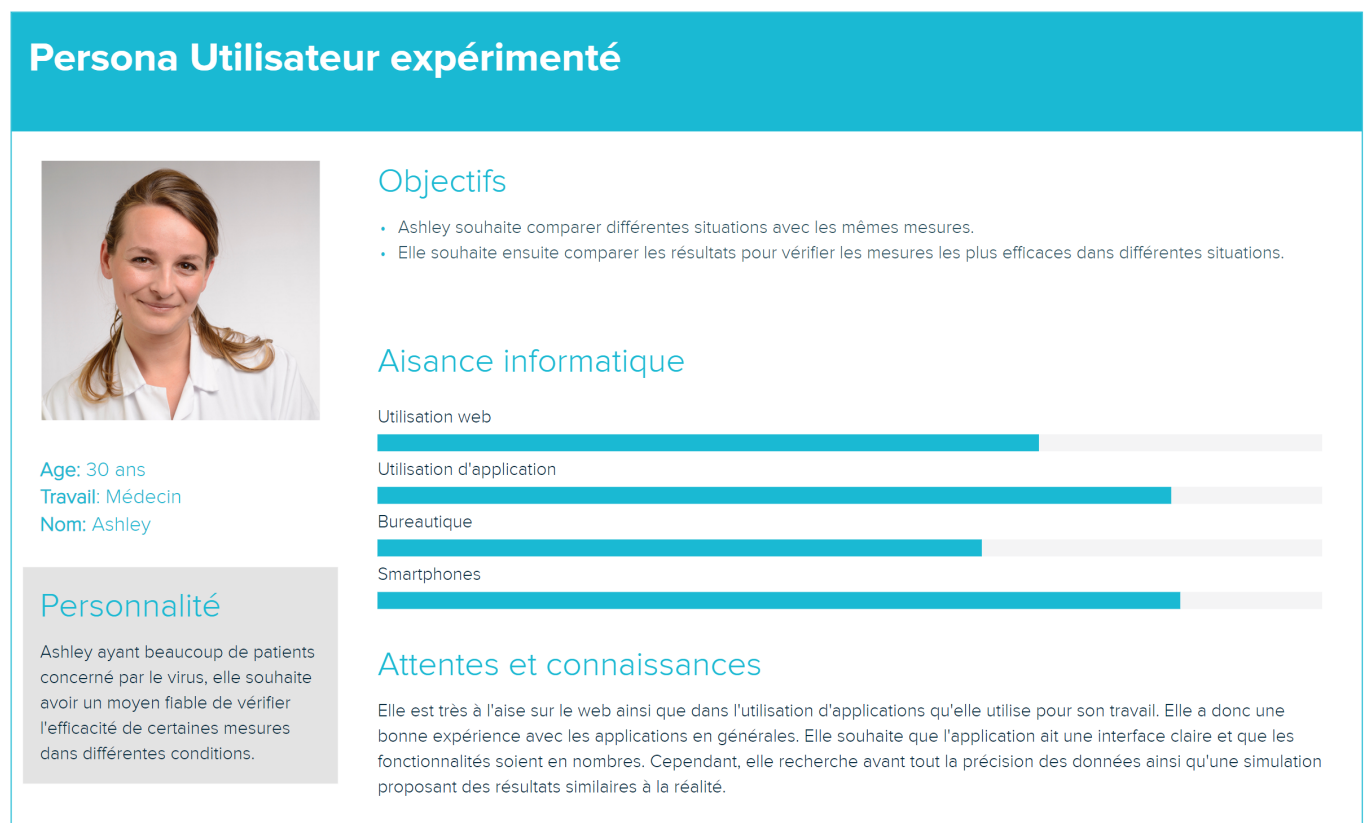 Persona Utilisateur expérimenté
Objectifs
• Ashley souhaite comparer différentes situations avec les mêmes mesures.
• Elle souhaite ensuite comparer les résultats pour vérifier les mesures les plus efficaces dans différentes situations.
Aisance informatique
Utilisation web
Utilisation d'application
Bureautique
Smartphones
Age: 30 ans
Travail: Médecin
Nom: Ashley
Personnalité
Ashley ayant beaucoup de patients
concerné par le virus, elle souhaite
avoir un moyen fiable de vérifier
l'efficacité de certaines mesures
dans différentes conditions.
Attentes et connaissances
Elle est très à l'aise sur le web ainsi que dans l'utilisation d'applications qu'elle utilise pour son travail. Elle a donc une
bonne expérience avec les applications en générales. Elle souhaite que l'application ait une interface claire et que les
fonctionnalités soient en nombres. Cependant, elle recherche avant tout la précision des données ainsi qu'une simulation
proposant des résultats similaires à la réalité.